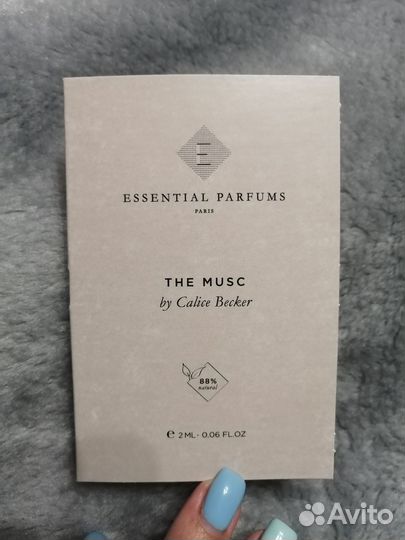 E
ESSENTIAL PARFUMS
PARIS
THE MUSC
by Calice Becker
88%
natural
e 2 ML - 0.06 FL.OZ
Avito